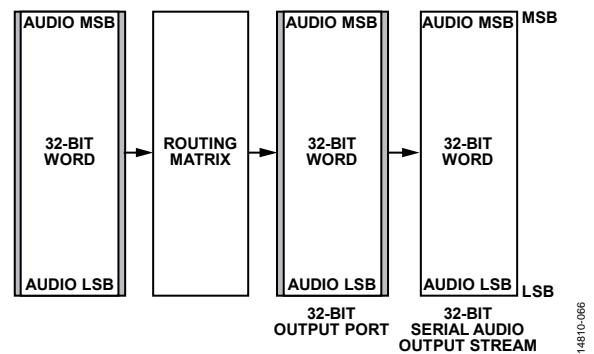 AUDIO MSB
32-BIT
WORD
AUDIO LSB
ROUTING
MATRIX
AUDIO MSB
32-BIT
WORD
AUDIO LSB
32-BIT
OUTPUT PORT
AUDIO MSB
32-BIT
WORD
AUDIO LSB
32-BIT
SERIAL AUDIO
OUTPUT STREAM
MSB
LSB
14810-066